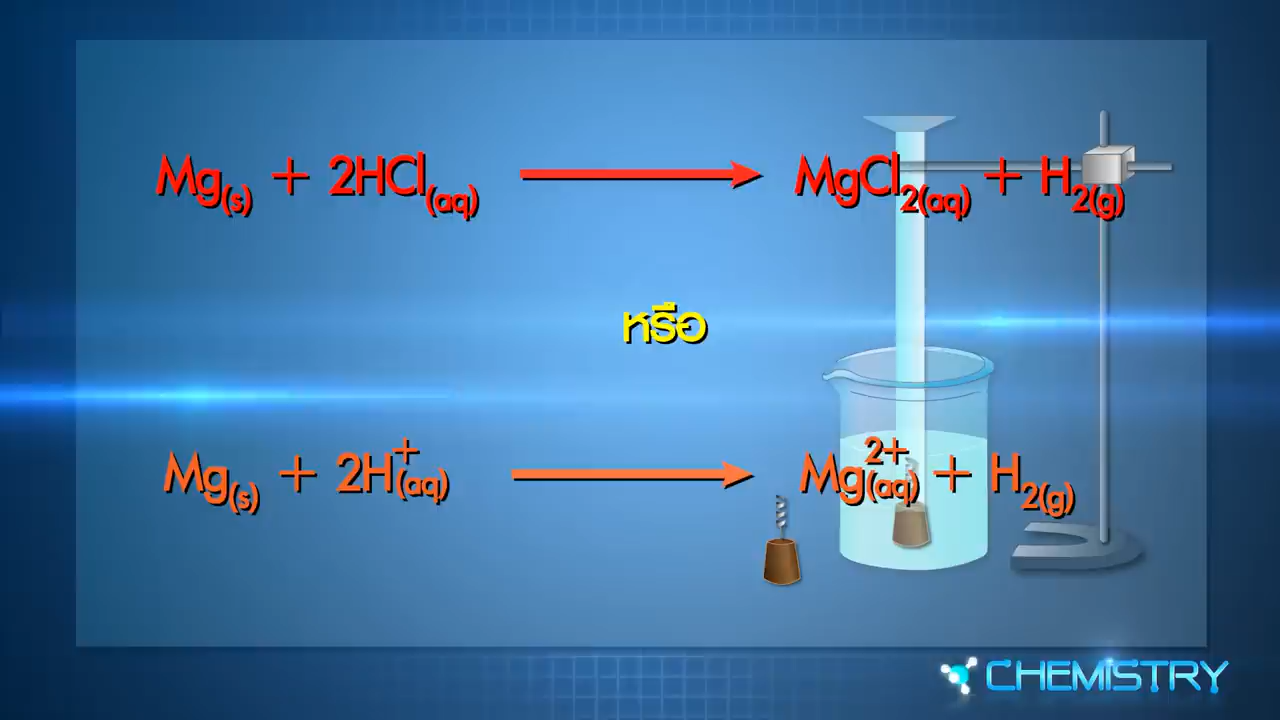 Mg(s) + 2HCl(aq) → MgCl2(aq) + H2(g)
หรือ
Mg(s) + 2H+(aq) → Mg2+(aq) + H2(g)
CHEMISTRY